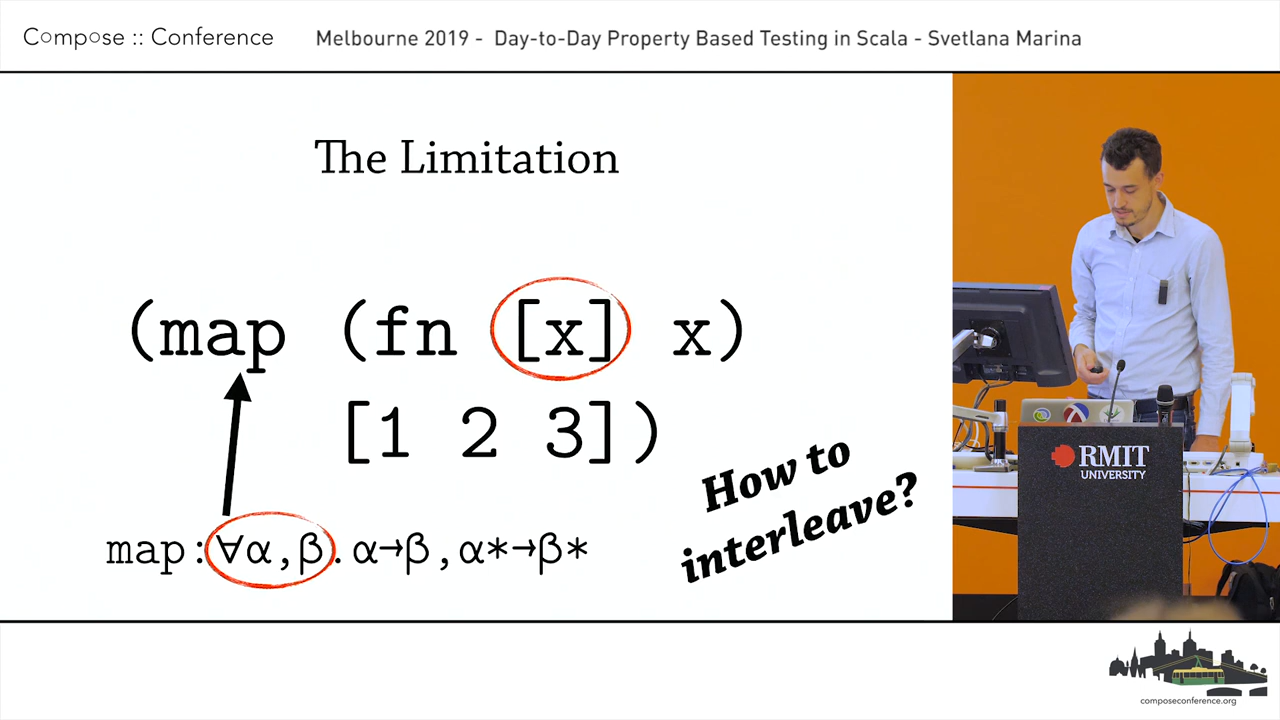 Compose :: Conference
Melbourne 2019 - Day-to-Day Property Based Testing in Scala - Svetlana Marina
The Limitation
(map (fn [x] x)
[1 2 3])
map:∀α,β.α→β,α*→β*
How to
interleave?
RMIT
UNIVERSITY
composeconference.org